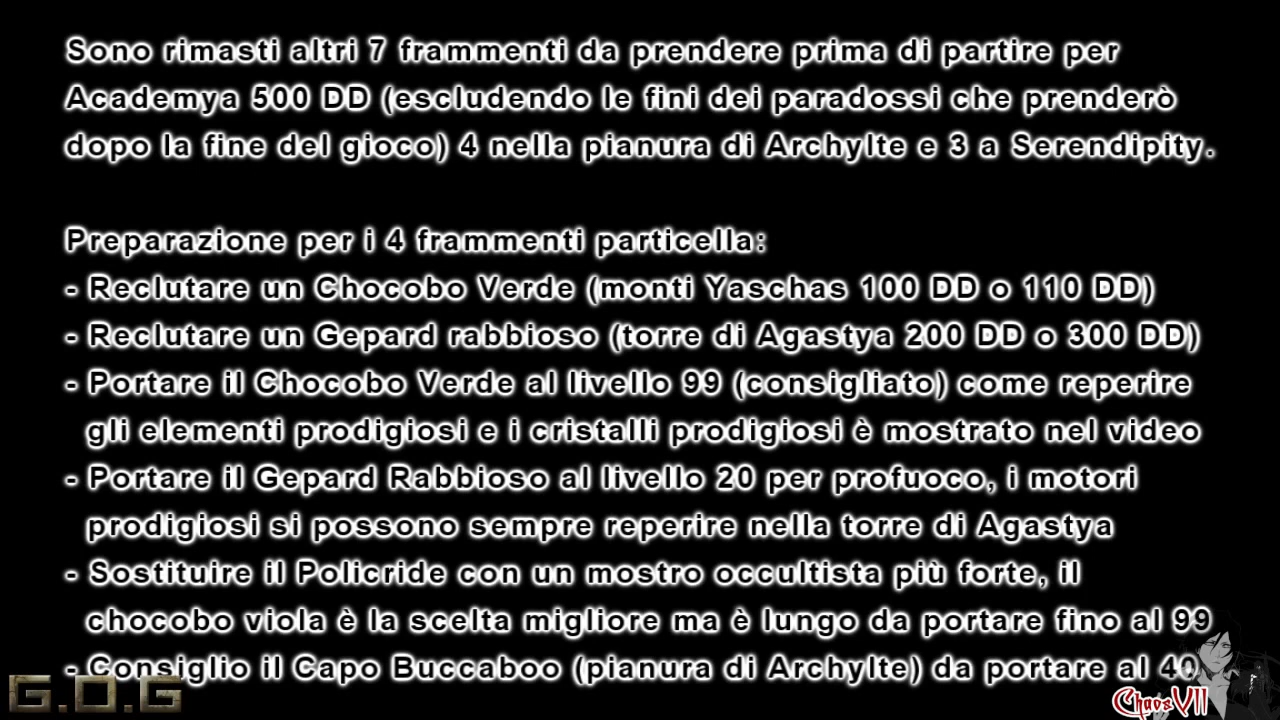 Sono rimasti altri 7 frammenti da prendere prima di partire per
Academya 500 DD (escludendo le fini dei paradossi che prenderò
dopo la fine del gioco) 4 nella pianura di Archylte e 3 a Serendipity.
Preparazione per i 4 frammenti particella:
- Reclutare un Chocobo Verde (monti Yaschas 100 DD o 110 DD)
- Reclutare un Gepard rabbioso (torre di Agastya 200 DD o 300 DD)
- Portare il Chocobo Verde al livello 99 (consigliato) come reperire
gli elementi prodigiosi e i cristalli prodigiosi è mostrato nel video
- Portare il Gepard Rabbioso al livello 20 per profuoco, i motori
prodigiosi si possono sempre reperire nella torre di Agastya
- Sostituire il Policride con un mostro occultista più forte, il
chocobo viola è la scelta migliore ma è lungo da portare fino al 99
- Consiglio il Capo Buccaboo (pianura di Archylte) da portare al 40
G.O.G
Chaos VII